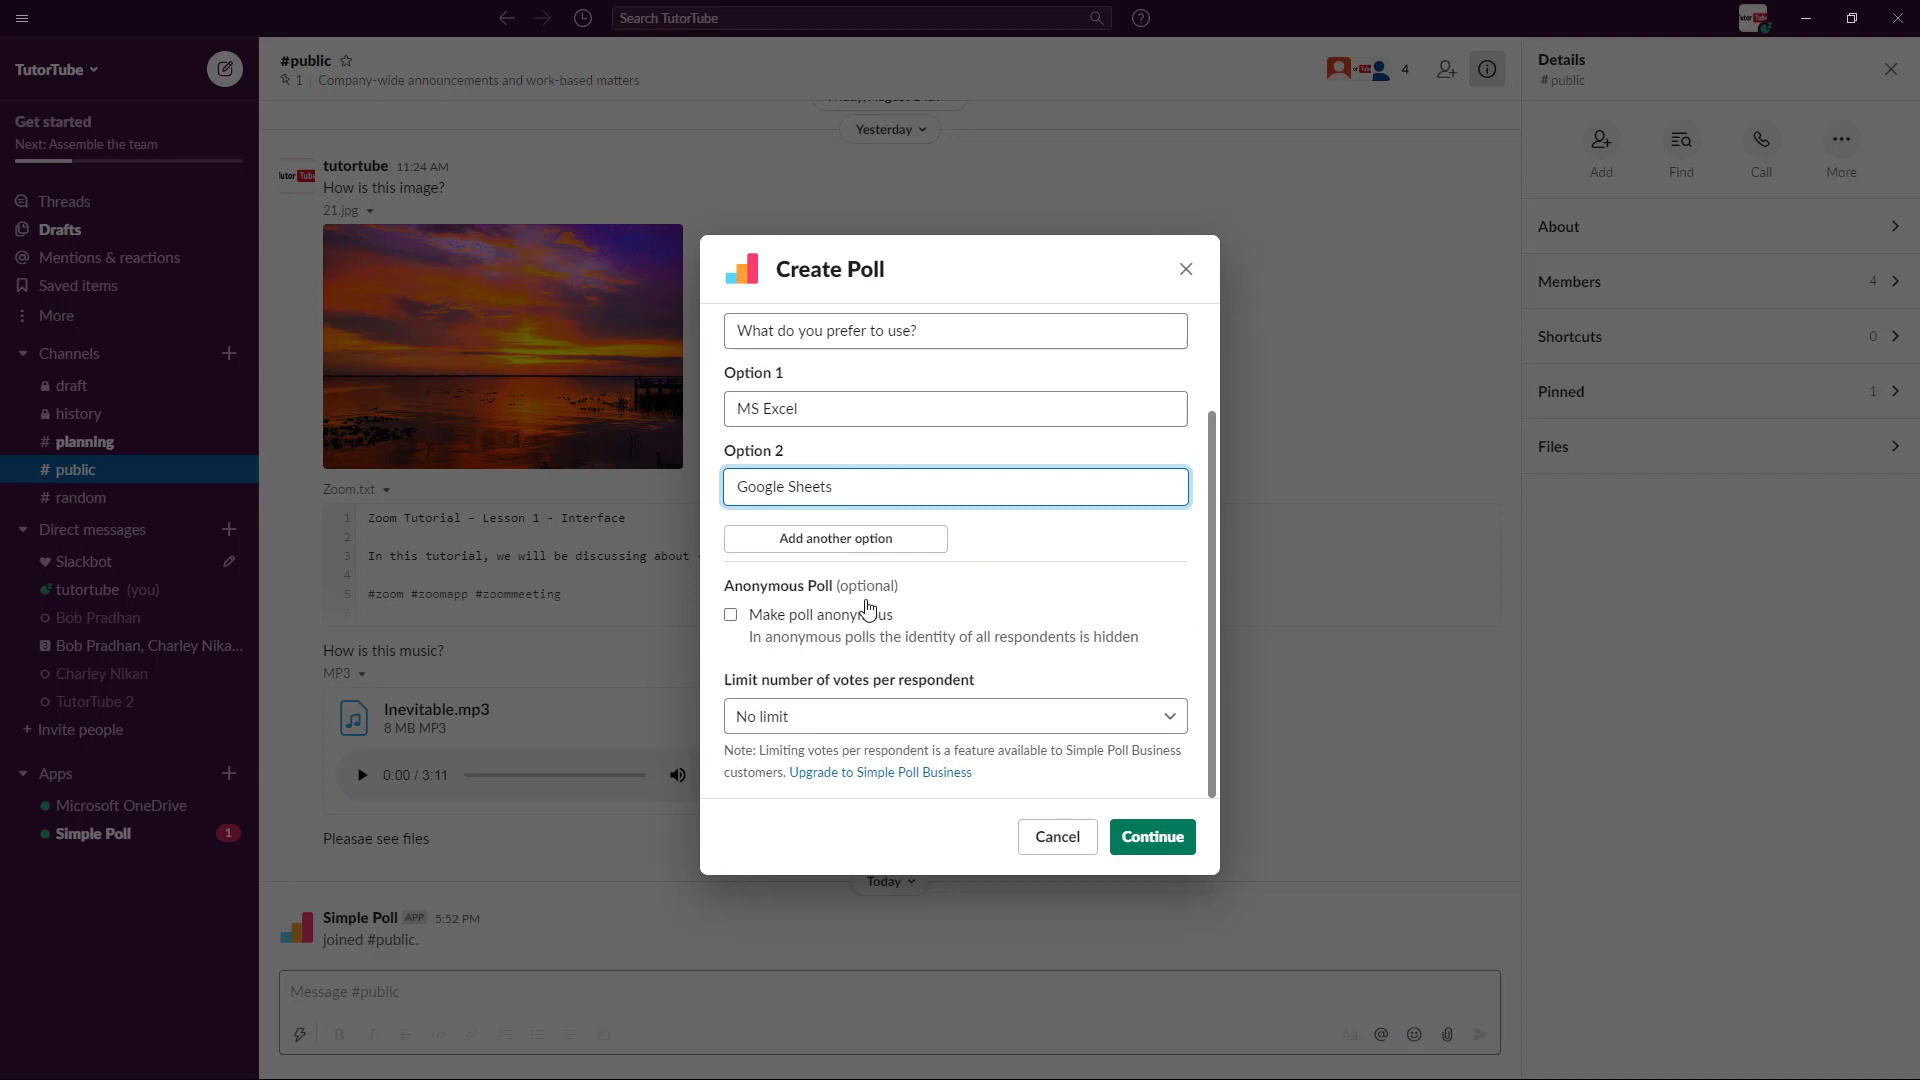 Search TutorTube
TutorTube
Get started
Next: Assemble the team
Threads
Drafts
Mentions & reactions
Saved items
More
Channels
draft
history
# planning
# public
# random
Direct messages
Slackbot
tutortube (you)
Bob Pradhan
3 Bob Pradhan, Charley Nika...
Charley Nikan
TutorTube 2
+ Invite people
Apps
Microsoft OneDrive
Simple Poll 1
#public
1 | Company-wide announcements and work-based matters
4
Yesterday
tutortube 11:24 AM
How is this image?
21.jpg
Zoom.txt
1 Zoom Tutorial - Lesson 1 - Interface
2
3 In this tutorial, we will be discussing about
4
5 #zoom #zoomapp #zoommeeting
How is this music?
MP3
Inevitable.mp3
8 MB MP3
0:00 / 3:11
Pleasae see files
Today
Simple Poll APP 5:52 PM
joined #public.
Message #public
Create Poll
What do you prefer to use?
Option 1
MS Excel
Option 2
Google Sheets
Add another option
Anonymous Poll (optional)
Make poll anonymous
In anonymous polls the identity of all respondents is hidden
Limit number of votes per respondent
No limit
Note: Limiting votes per respondent is a feature available to Simple Poll Business
customers. Upgrade to Simple Poll Business
Cancel
Continue
Details
# public
Add
Find
Call
More
About
Members 4
Shortcuts 0
Pinned 1
Files